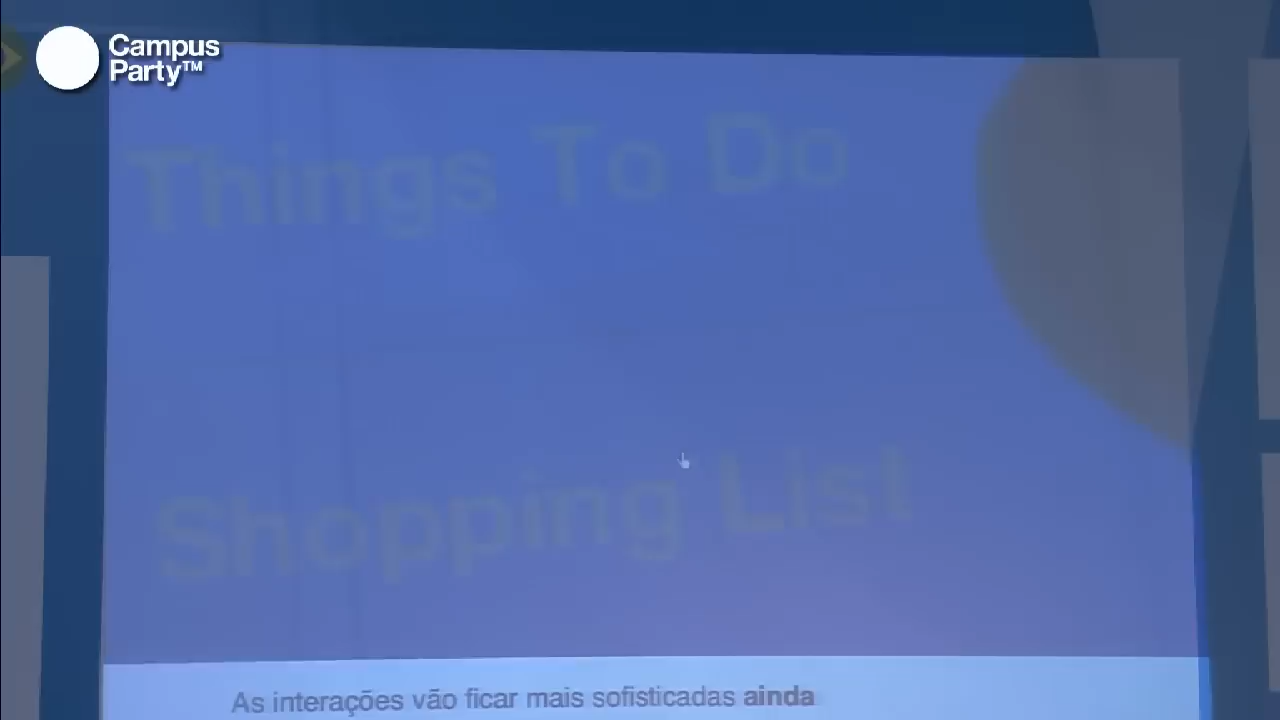 Campus
Party™
Things To Do
Shopping List
As interações vão ficar mais sofisticadas ainda